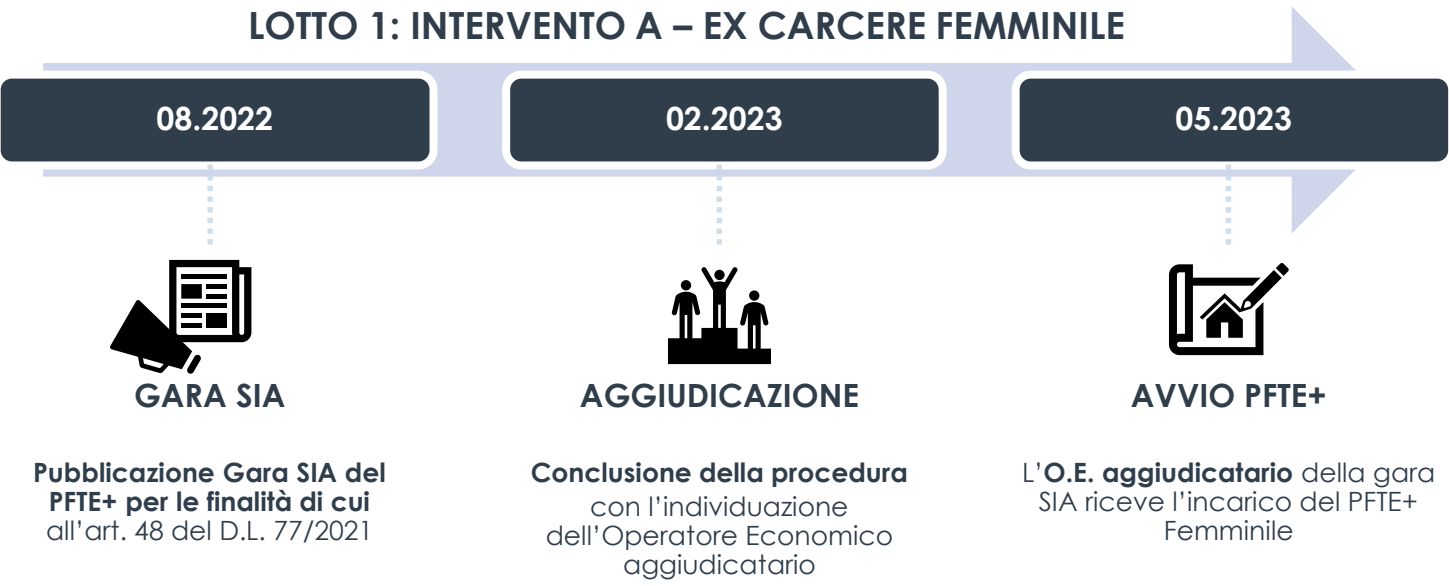 LOTTO 1: INTERVENTO A – EX CARCERE FEMMINILE
08.2022
02.2023
05.2023
GARA SIA
AGGIUDICAZIONE
AVVIO PFTE+
Pubblicazione Gara SIA del
PFTE+ per le finalità di cui
all'art. 48 del D.L. 77/2021
Conclusione della procedura
con l'individuazione
dell'Operatore Economico
aggiudicatario
L'O.E. aggiudicatario della gara
SIA riceve l'incarico del PFTE+
Femminile